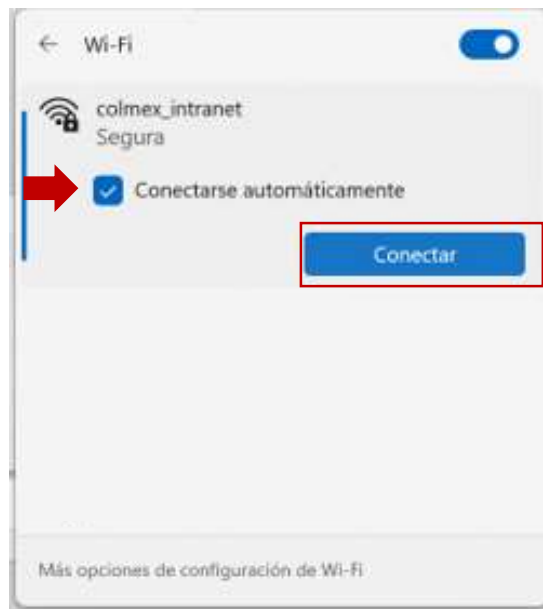 Wi-Fi
colmex_intranet
Segura
Conectarse automáticamente
Conectar
Más opciones de configuración de Wi-Fi